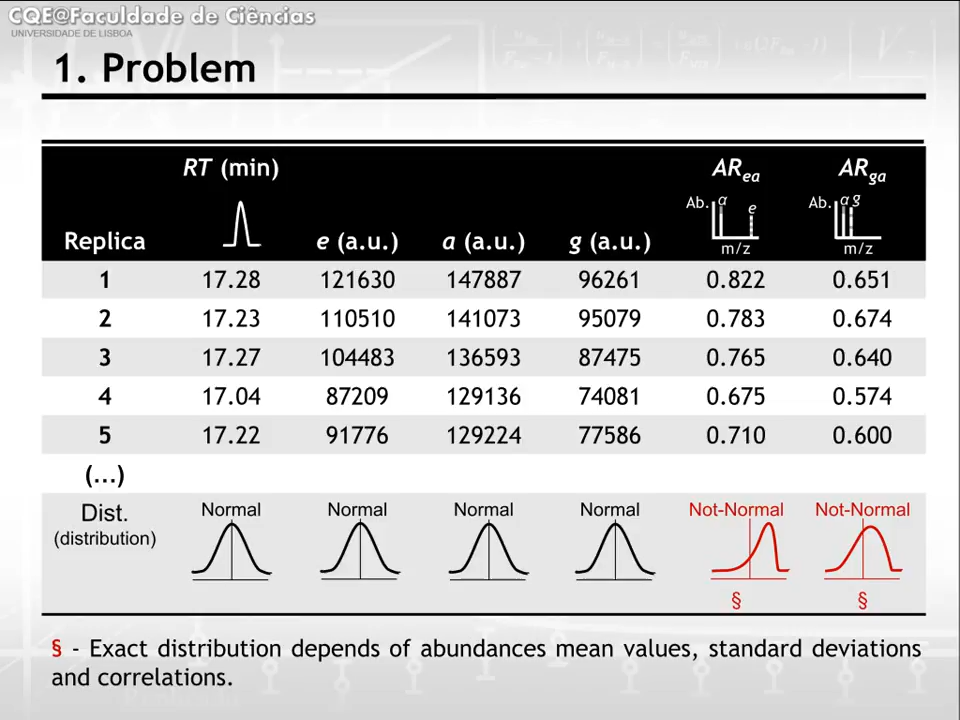 CQE@Faculdade de Ciências
UNIVERSIDADE DE LISBOA
1. Problem
RT (min) ARea ARga
Ab. a e Ab. a g
Replica e (a.u.) a (a.u.) g (a.u.) m/z m/z
1 17.28 121630 147887 96261 0.822 0.651
2 17.23 110510 141073 95079 0.783 0.674
3 17.27 104483 136593 87475 0.765 0.640
4 17.04 87209 129136 74081 0.675 0.574
5 17.22 91776 129224 77586 0.710 0.600
(...)
Dist. Normal Normal Normal Normal Not-Normal Not-Normal
(distribution)
§ §
§ - Exact distribution depends of abundances mean values, standard deviations
and correlations.